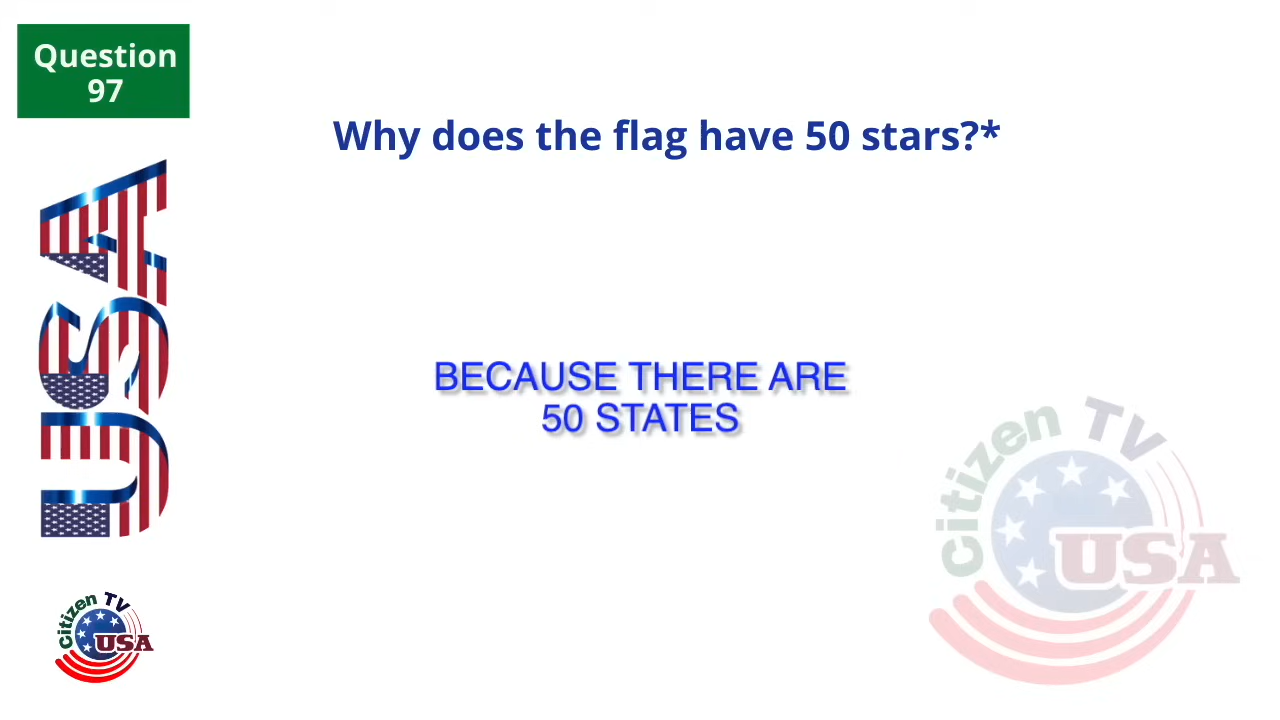 Question
97
Why does the flag have 50 stars?*
USA
BECAUSE THERE ARE
50 STATES
Citizen TV
USA
Citizen TV
USA